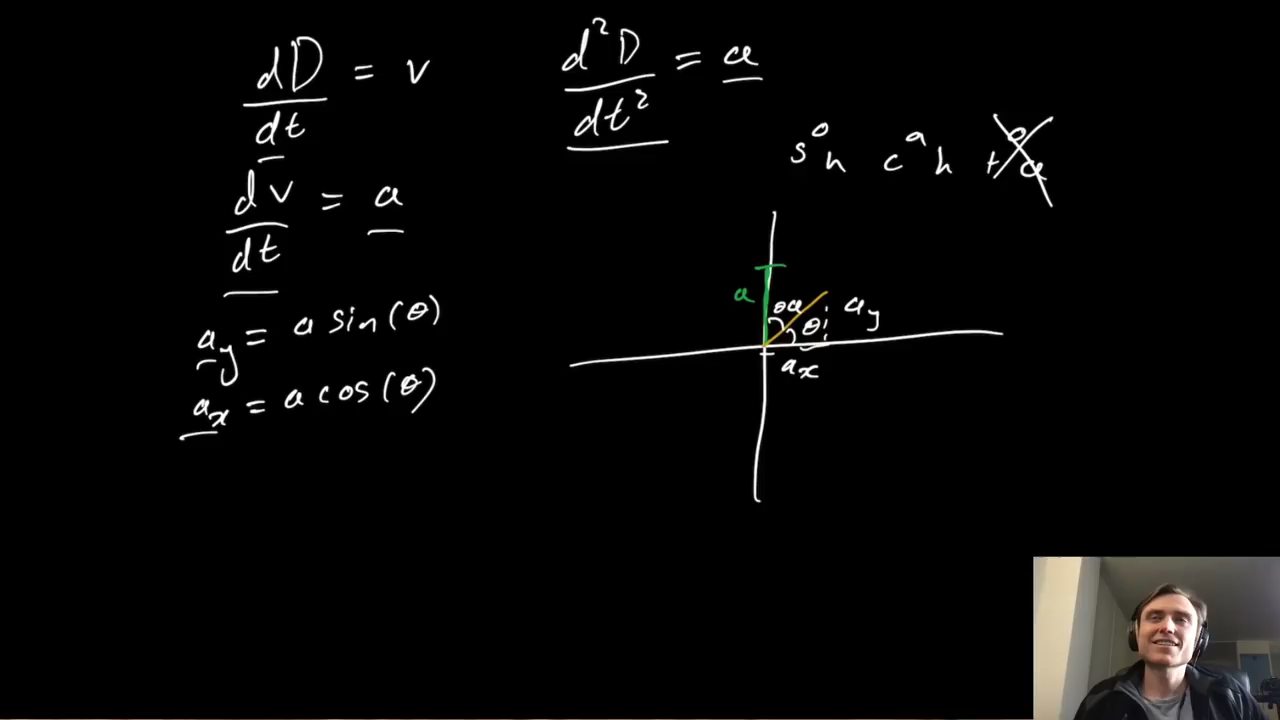 dD/dt = v
d²D/dt² = a
s^o h c^a h t^o a
dv/dt = a
a_y = a sin(θ)
a_x = a cos(θ)
a
θ a
θ
a_y
a_x